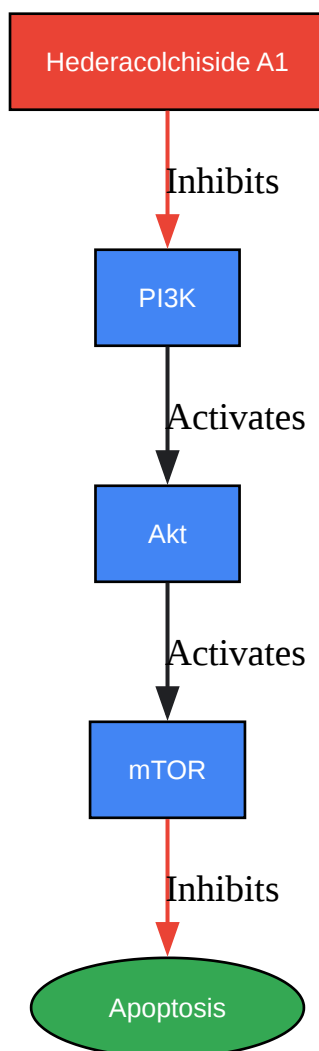 Hederacolchiside A1
Inhibits
PI3K
Activates
Akt
Activates
mTOR
Inhibits
Apoptosis